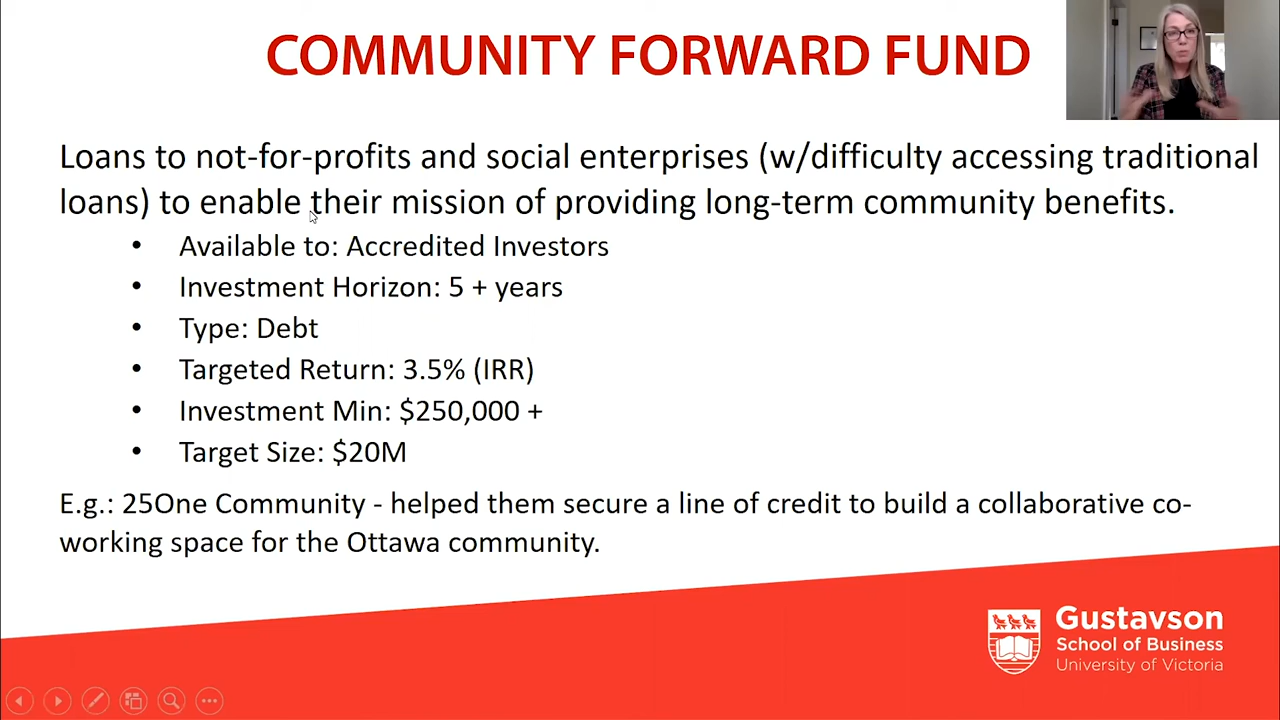 COMMUNITY FORWARD FUND
Loans to not-for-profits and social enterprises (w/difficulty accessing traditional
loans) to enable their mission of providing long-term community benefits.
• Available to: Accredited Investors
• Investment Horizon: 5 + years
• Type: Debt
• Targeted Return: 3.5% (IRR)
• Investment Min: $250,000 +
• Target Size: $20M
E.g.: 25One Community - helped them secure a line of credit to build a collaborative co-
working space for the Ottawa community.
Gustavson
School of Business
University of Victoria